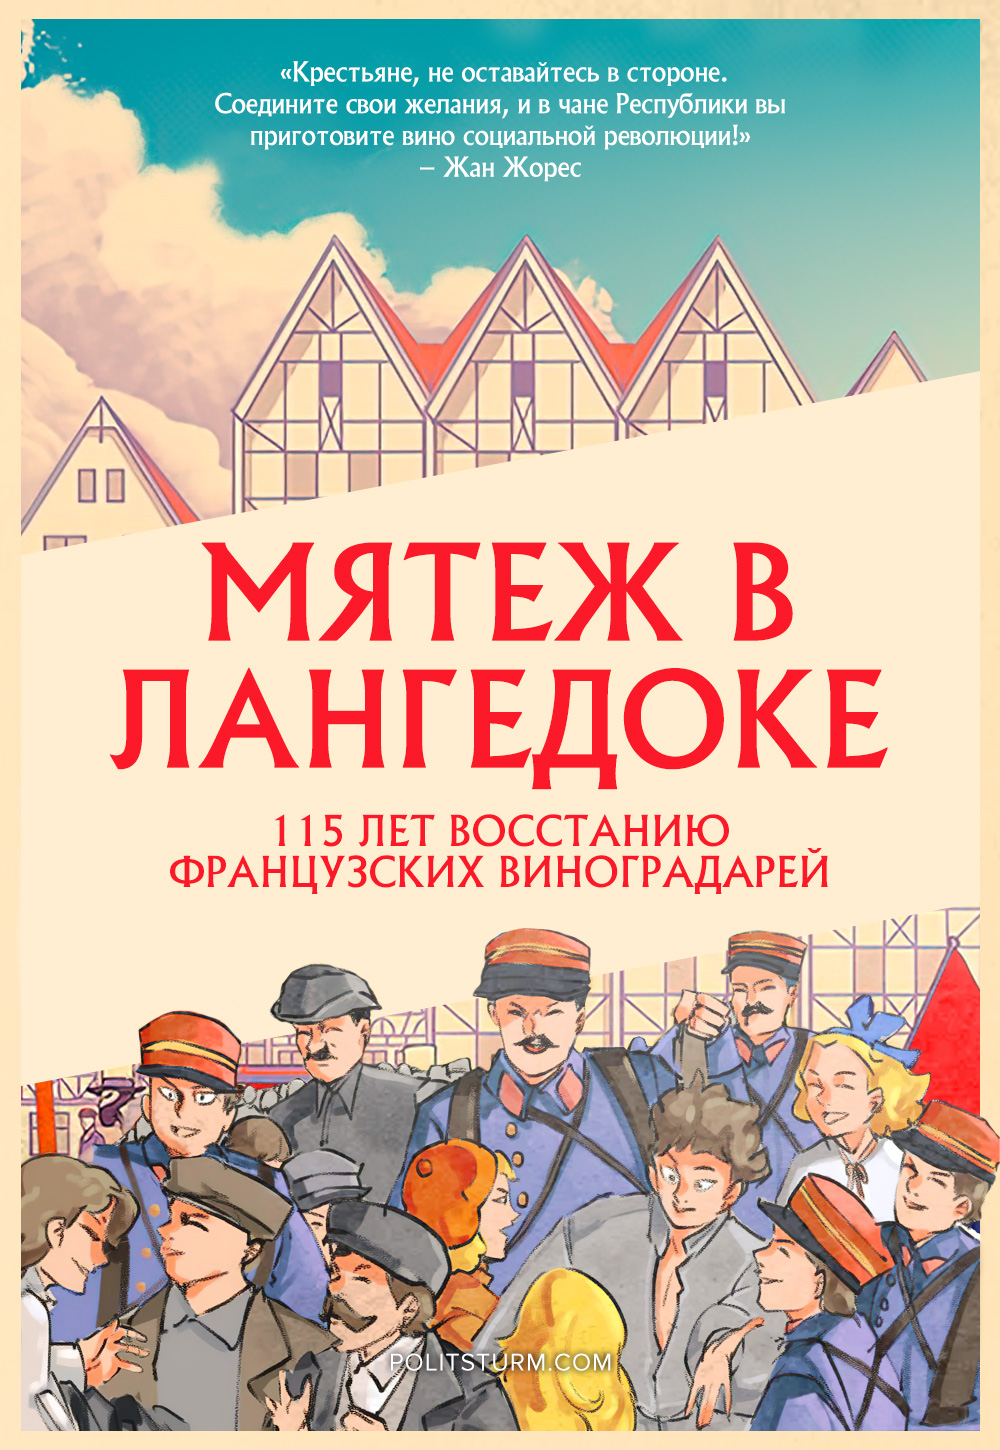 «Крестьяне, не оставайтесь в стороне.
Соедините свои желания, и в чане Республики вы
приготовите вино социальной революции!»
– Жан Жорес
МЯТЕЖ В
ЛАНГЕДОКЕ
115 ЛЕТ ВОССТАНИЮ
ФРАНЦУЗСКИХ ВИНОГРАДАРЕЙ
POLITSTURM.COM